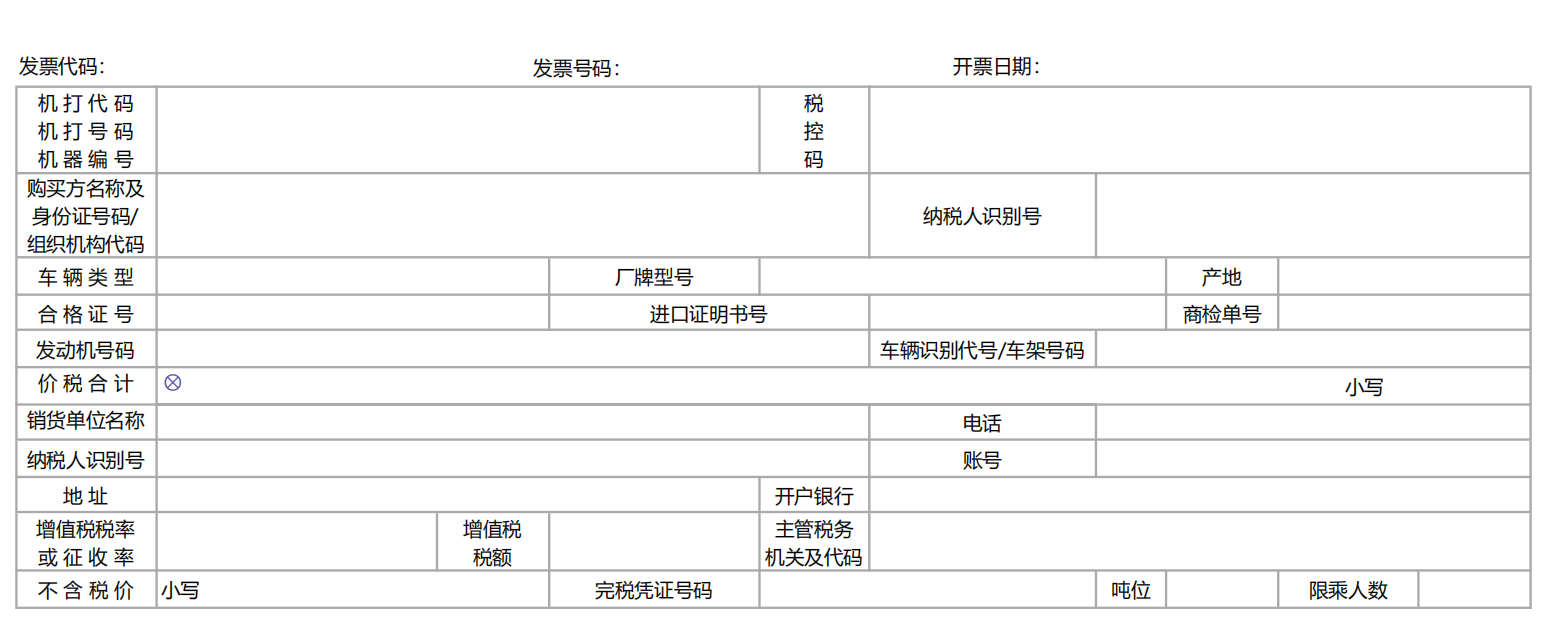 发票代码：
发票号码：
开票日期：
机打代码
机打号码
机器编号
税
控
码
购买方名称及
身份证号码/
组织机构代码
纳税人识别号
车辆类型
厂牌型号
产地
合格证号
进口证明书号
商检单号
发动机号码
车辆识别代号/车架号码
价税合计
ⓧ
小写
销货单位名称
电话
纳税人识别号
账号
地址
开户银行
增值税税率
或征收率
增值税
税额
主管税务
机关及代码
不含税价
小写
完税凭证号码
吨位
限乘人数